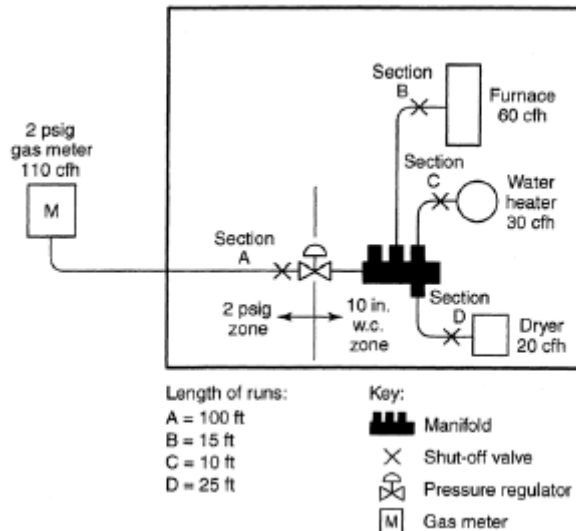 Section
B
Furnace
60 cfh
2 psig
gas meter
110 cfh
M
Section
C
Water
heater
30 cfh
Section
A
Section
D
2 psig
zone
10 in.
w.c.
zone
Dryer
20 cfh
Length of runs:
A = 100 ft
B = 15 ft
C = 10 ft
D = 25 ft
Key:
Manifold
Shut-off valve
Pressure regulator
M
Gas meter